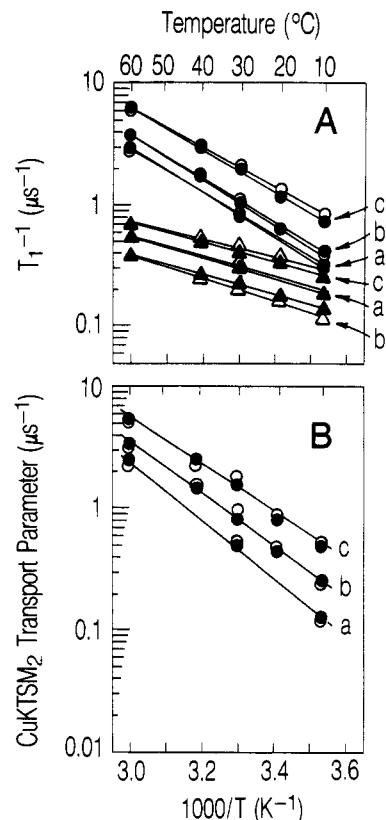 Temperature (°C)
60 50 40 30 20 10
A
10
1
0.1
T₁⁻¹ (μs⁻¹)
c
b
a
c
a
b
B
10
1
0.1
0.01
CuKTSM₂ Transport Parameter (μs⁻¹)
c
b
a
3.0 3.2 3.4 3.6
1000/T (K⁻¹)